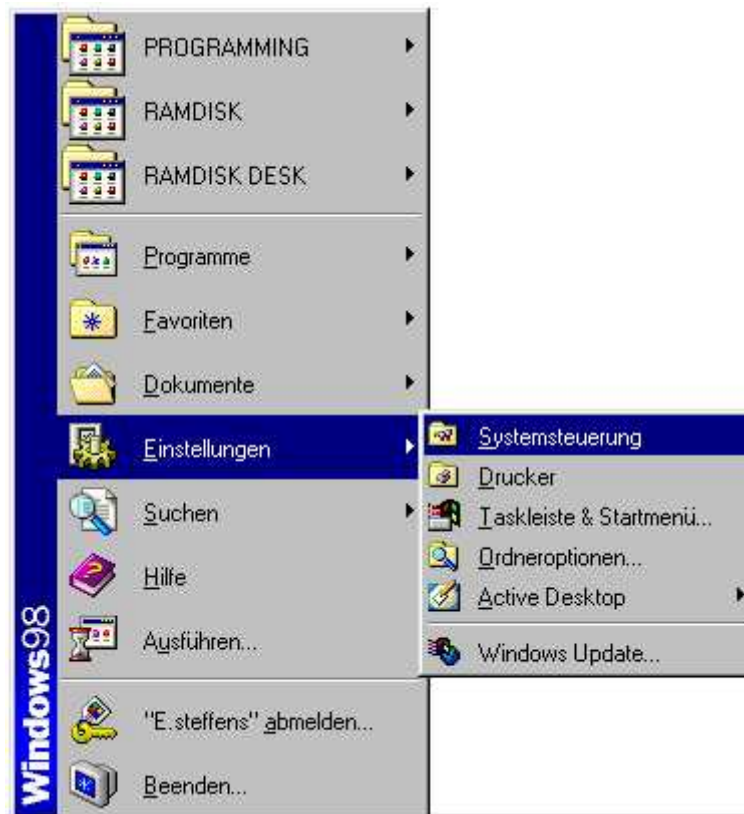 PROGRAMMING
RAMDISK
RAMDISK DESK
Programme
Favoriten
Dokumente
Einstellungen
Suchen
Hilfe
Ausführen...
"E.steffens" abmelden...
Beenden...
Systemsteuerung
Drucker
Taskleiste & Startmenü...
Ordneroptionen...
Active Desktop
Windows Update...
Windows98